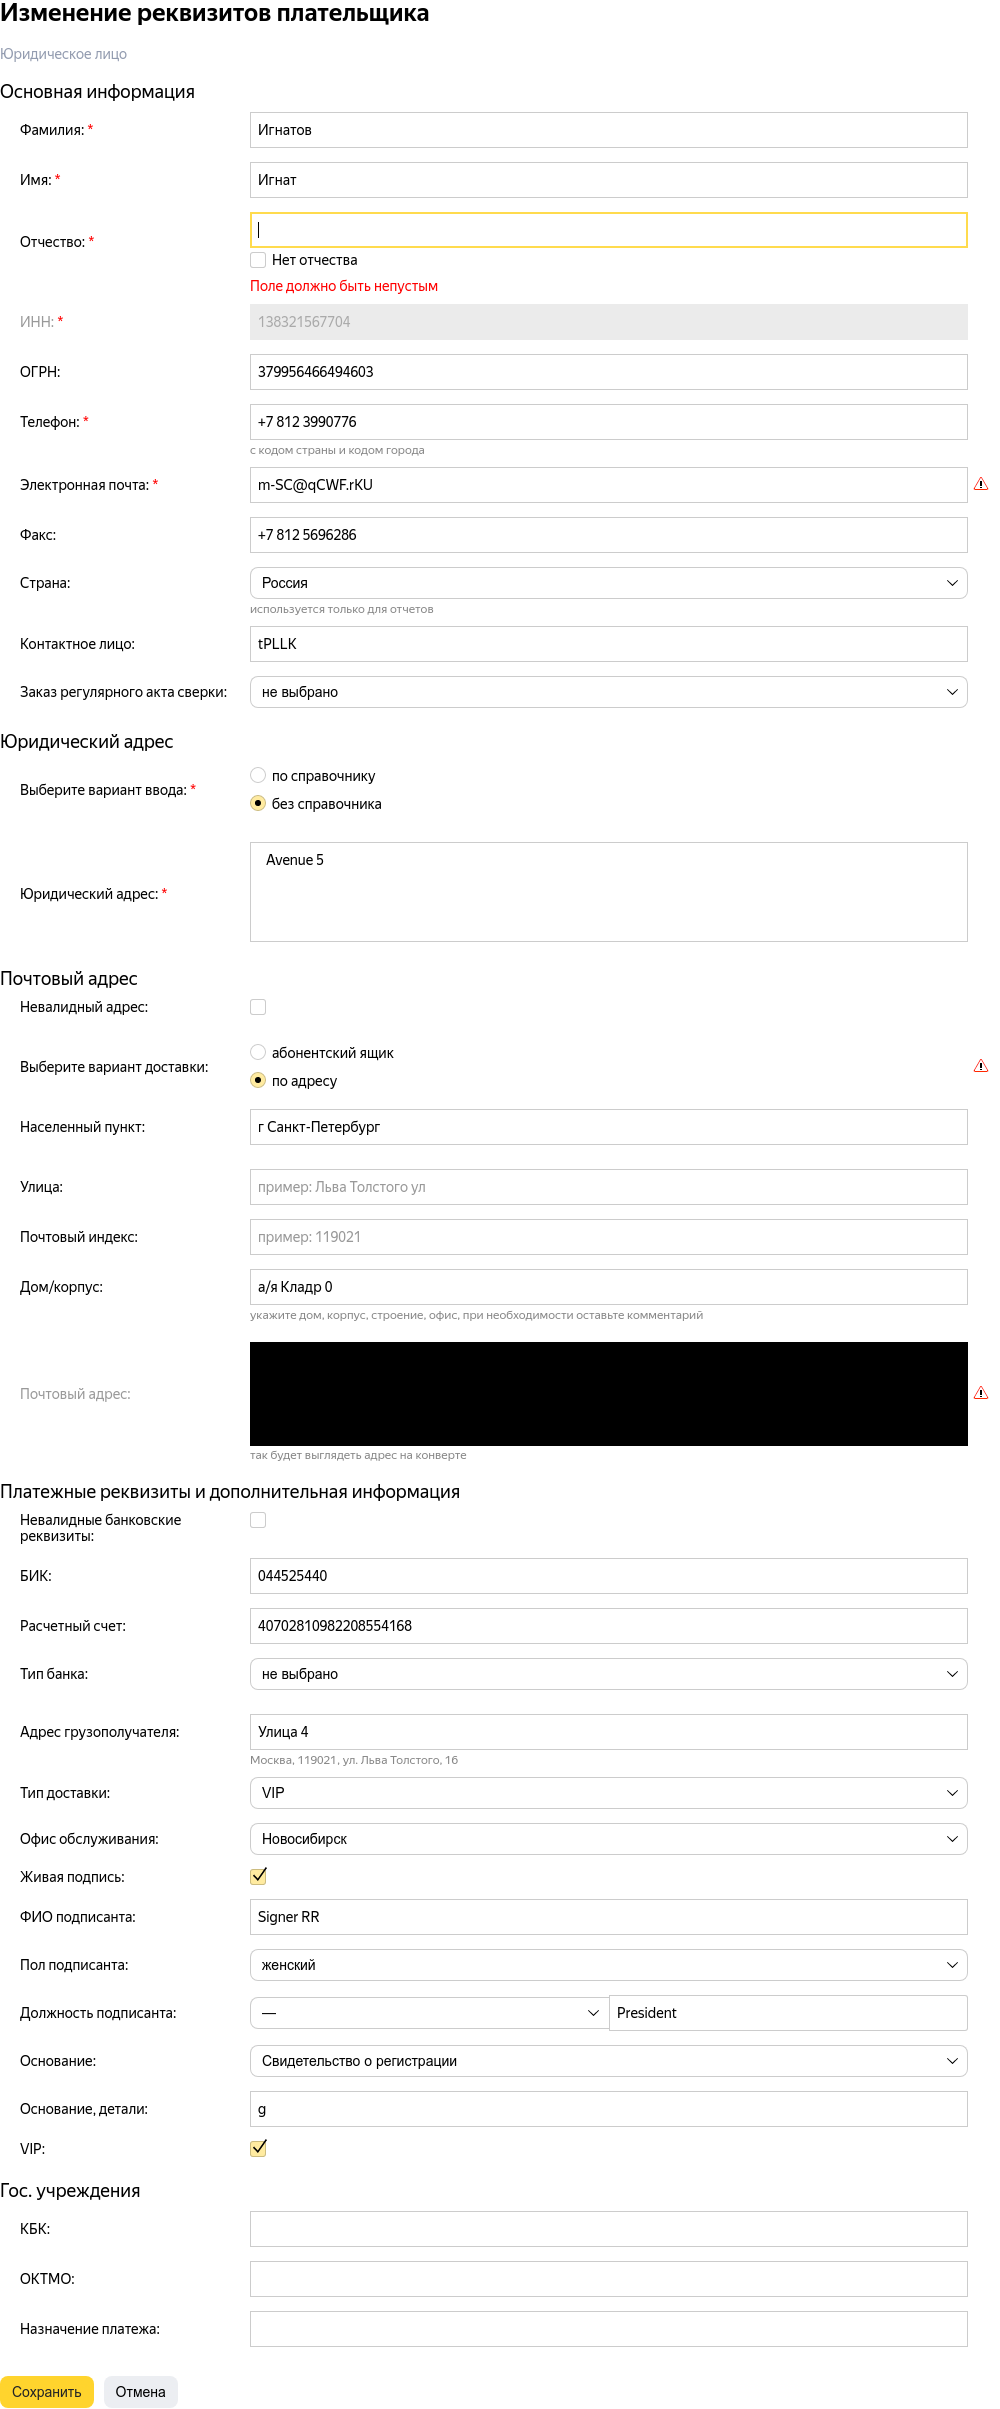 Изменение реквизитов плательщика
Юридическое лицо
Основная информация
Фамилия: *
Игнатов
Имя: *
Игнат
Отчество: *
Нет отчества
Поле должно быть непустым
ИНН: *
138321567704
ОГРН:
379956466494603
Телефон: *
+7 812 3990776
с кодом страны и кодом города
Электронная почта: *
m-SC@qCWF.rKU
Факс:
+7 812 5696286
Страна:
Россия
используется только для отчетов
Контактное лицо:
tPLLK
Заказ регулярного акта сверки:
не выбрано
Юридический адрес
Выберите вариант ввода: *
по справочнику
без справочника
Юридический адрес: *
Avenue 5
Почтовый адрес
Невалидный адрес:
Выберите вариант доставки:
абонентский ящик
по адресу
Населенный пункт:
г Санкт-Петербург
Улица:
пример: Льва Толстого ул
Почтовый индекс:
пример: 119021
Дом/корпус:
а/я Кладр 0
укажите дом, корпус, строение, офис, при необходимости оставьте комментарий
Почтовый адрес:
так будет выглядеть адрес на конверте
Платежные реквизиты и дополнительная информация
Невалидные банковские
реквизиты:
БИК:
044525440
Расчетный счет:
40702810982208554168
Тип банка:
не выбрано
Адрес грузополучателя:
Улица 4
Москва, 119021, ул. Льва Толстого, 16
Тип доставки:
VIP
Офис обслуживания:
Новосибирск
Живая подпись:
ФИО подписанта:
Signer RR
Пол подписанта:
женский
Должность подписанта:
— President
Основание:
Свидетельство о регистрации
Основание, детали:
g
VIP:
Гос. учреждения
КБК:
ОКТМО:
Назначение платежа:
Сохранить Отмена